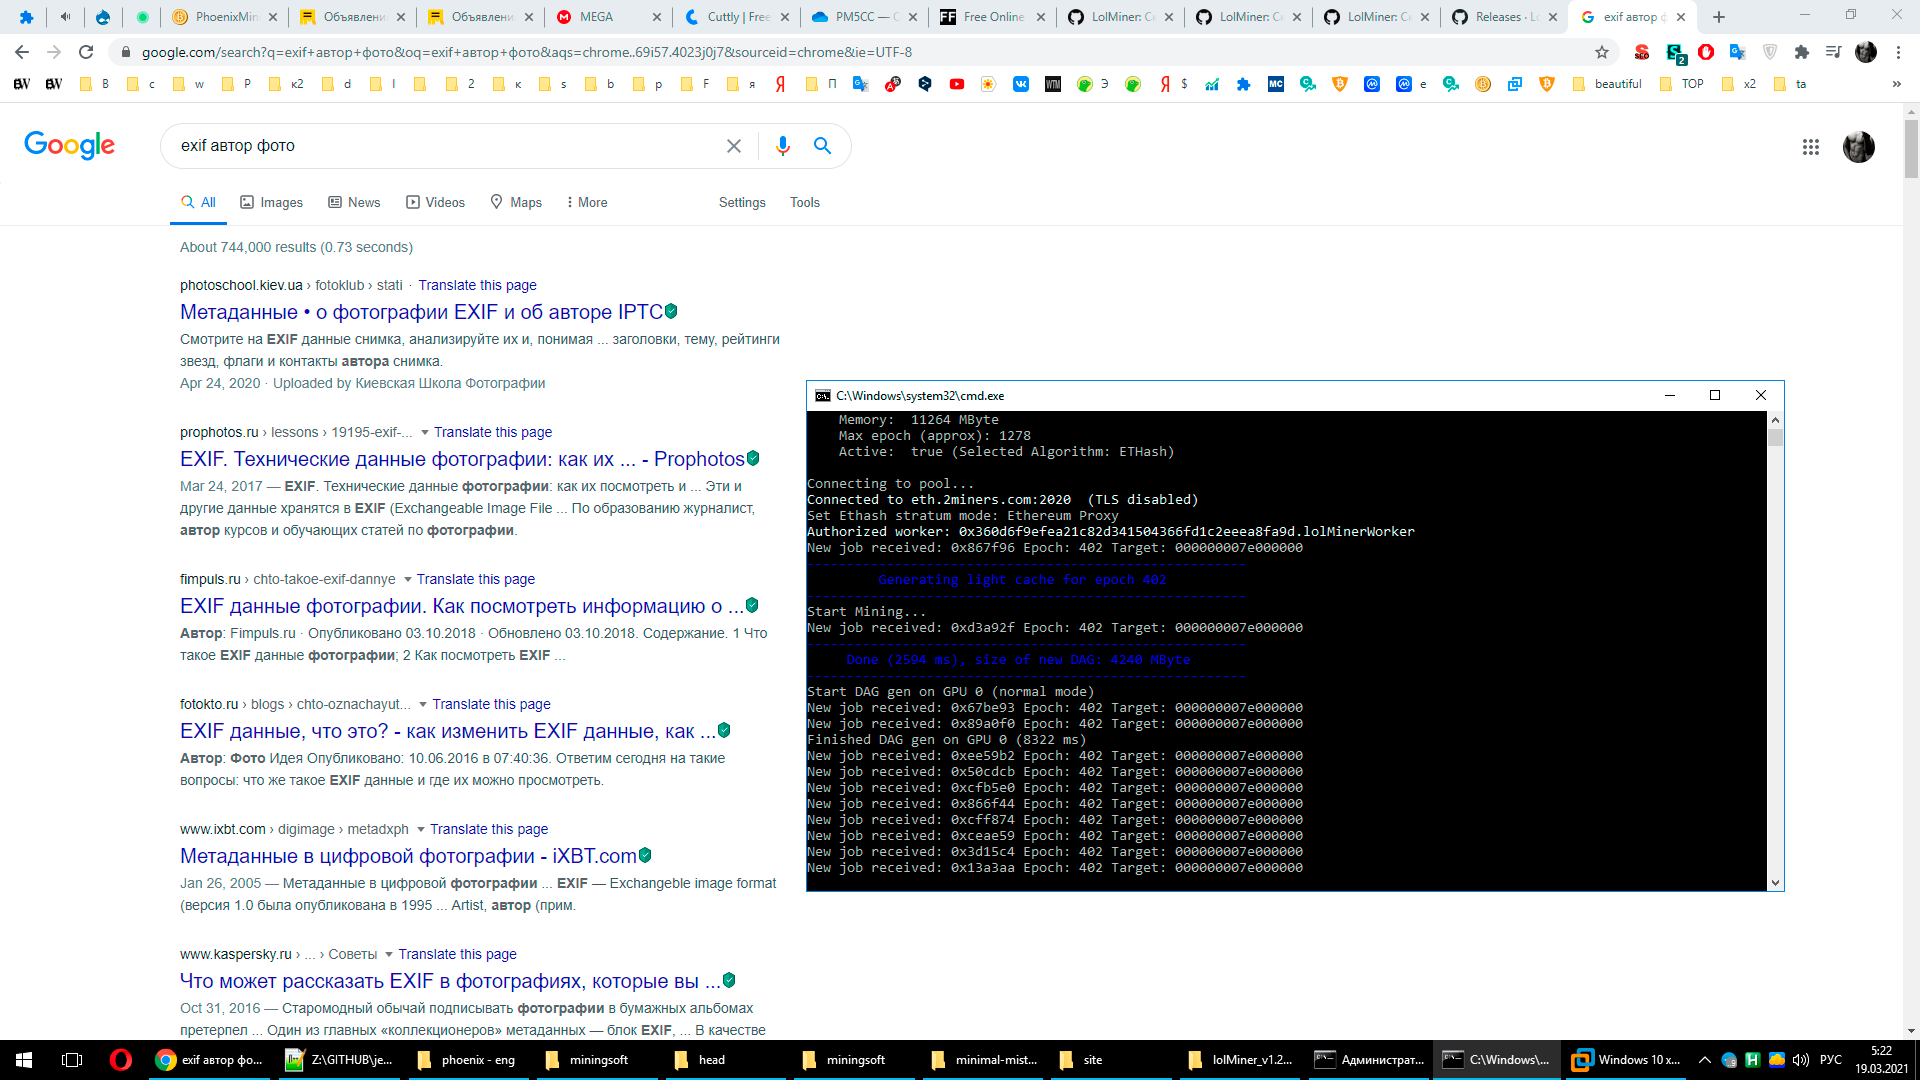 PhoenixMin
Объявлени
Объявлени
MEGA
Cuttly | Free
PM5CC — C
Free Online
LolMiner: C
LolMiner: C
LolMiner: C
Releases · Lo
exif автор ф
google.com/search?q=exif+автор+фото&oq=exif+автор+фото&aqs=chrome..69i57.4023j0j7&sourceid=chrome&ie=UTF-8
B c w P к2 d l 2 к s b p F я Я П Э Я $ e beautiful TOP x2 ta »
Google
exif автор фото
All Images News Videos Maps More Settings Tools
About 744,000 results (0.73 seconds)
photoschool.kiev.ua › fotoklub › stati · Translate this page
Метаданные • о фотографии EXIF и об авторе IPTC
Смотрите на EXIF данные снимка, анализируйте их и, понимая ... заголовки, тему, рейтинги
звезд, флаги и контакты автора снимка.
Apr 24, 2020 · Uploaded by Киевская Школа Фотографии
prophotos.ru › lessons › 19195-exif-... Translate this page
EXIF. Технические данные фотографии: как их ... - Prophotos
Mar 24, 2017 — EXIF. Технические данные фотографии: как их посмотреть и ... Эти и
другие данные хранятся в EXIF (Exchangeable Image File ... По образованию журналист,
автор курсов и обучающих статей по фотографии.
fimpuls.ru › chto-takoe-exif-dannye Translate this page
EXIF данные фотографии. Как посмотреть информацию о ...
Автор: Fimpuls.ru · Опубликовано 03.10.2018 · Обновлено 03.10.2018. Содержание. 1 Что
такое EXIF данные фотографии; 2 Как посмотреть EXIF ...
fotokto.ru › blogs › chto-oznachayut... Translate this page
EXIF данные, что это? - как изменить EXIF данные, как ...
Автор: Фото Идея Опубликовано: 10.06.2016 в 07:40:36. Ответим сегодня на такие
вопросы: что же такое EXIF данные и где их можно просмотреть.
www.ixbt.com › digimage › metadxph Translate this page
Метаданные в цифровой фотографии - iXBT.com
Jan 26, 2005 — Метаданные в цифровой фотографии ... EXIF — Exchangeble image format
(версия 1.0 была опубликована в 1995 ... Artist, автор (прим.
www.kaspersky.ru › ... › Советы Translate this page
Что может рассказать EXIF в фотографиях, которые вы ...
Oct 31, 2016 — Старомодный обычай подписывать фотографии в бумажных альбомах
претерпел ... Один из главных «коллекционеров» метаданных — блок EXIF, ... В качестве
C:\Windows\system32\cmd.exe
Memory: 11264 MByte
Max epoch (approx): 1278
Active: true (Selected Algorithm: ETHash)
Connecting to pool...
Connected to eth.2miners.com:2020 (TLS disabled)
Set Ethash stratum mode: Ethereum Proxy
Authorized worker: 0x360d6f9efea21c82d341504366fd1c2eeea8fa9d.lolMinerWorker
New job received: 0x867f96 Epoch: 402 Target: 000000007e000000
Generating light cache for epoch 402
Start Mining...
New job received: 0xd3a92f Epoch: 402 Target: 000000007e000000
Done (2594 ms), size of new DAG: 4240 MByte
Start DAG gen on GPU 0 (normal mode)
New job received: 0x67be93 Epoch: 402 Target: 000000007e000000
New job received: 0x89a0f0 Epoch: 402 Target: 000000007e000000
Finished DAG gen on GPU 0 (8322 ms)
New job received: 0xee59b2 Epoch: 402 Target: 000000007e000000
New job received: 0x50cdcb Epoch: 402 Target: 000000007e000000
New job received: 0xcfb5e0 Epoch: 402 Target: 000000007e000000
New job received: 0x866f44 Epoch: 402 Target: 000000007e000000
New job received: 0xcff874 Epoch: 402 Target: 000000007e000000
New job received: 0xceae59 Epoch: 402 Target: 000000007e000000
New job received: 0x3d15c4 Epoch: 402 Target: 000000007e000000
New job received: 0x13a3aa Epoch: 402 Target: 000000007e000000
exif автор фо...
Z:\GITHUB\je...
phoenix - eng
miningsoft
head
miningsoft
minimal-mist...
site
lolMiner_v1.2...
Администрат...
C:\Windows\...
Windows 10 x...
РУС
5:22
19.03.2021